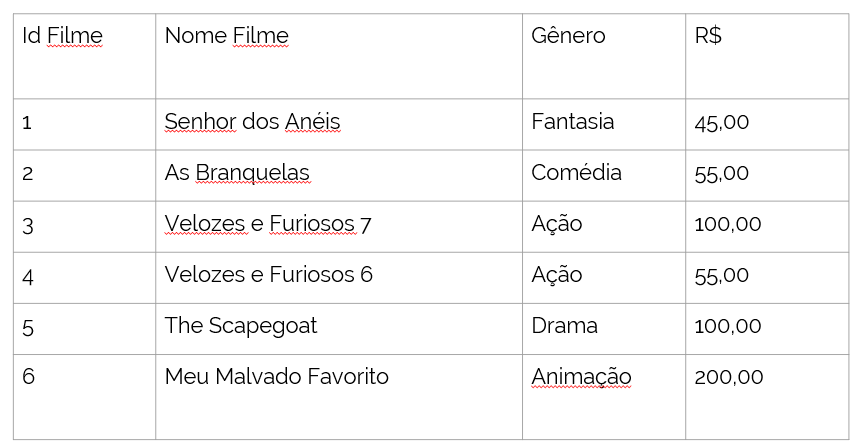 Id Filme Nome Filme Gênero R$
1 Senhor dos Anéis Fantasia 45,00
2 As Branquelas Comédia 55,00
3 Velozes e Furiosos 7 Ação 100,00
4 Velozes e Furiosos 6 Ação 55,00
5 The Scapegoat Drama 100,00
6 Meu Malvado Favorito Animação 200,00